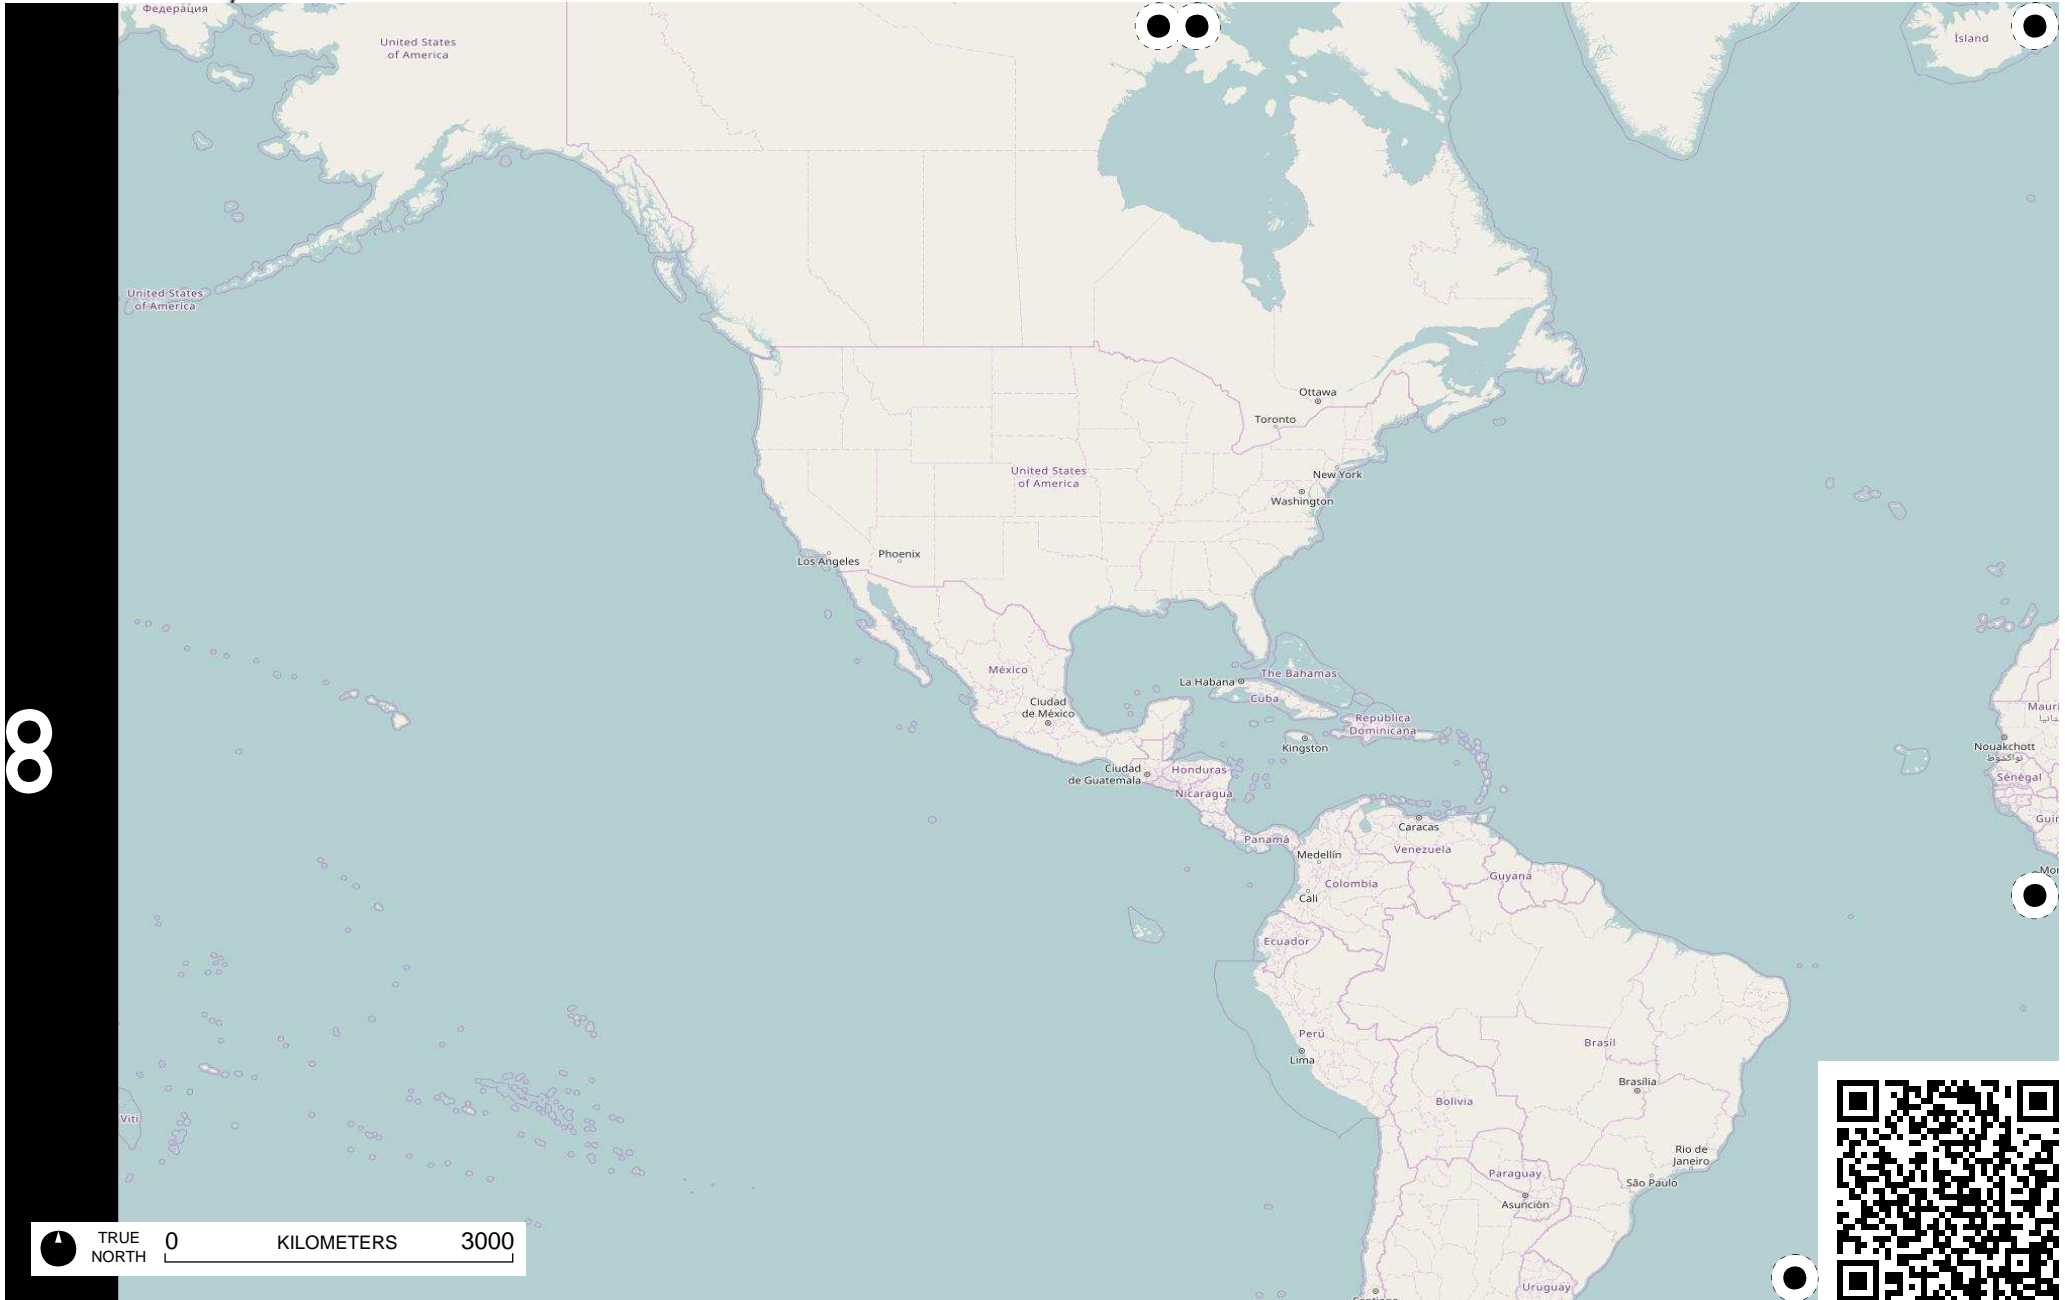 Федерация
United States
of America
Ísland
United States
of America
Ottawa
Toronto
United States
of America
New York
Washington
Los Angeles
Phoenix
México
La Habana
The Bahamas
Cuba
Ciudad
de México
República
Dominicana
Kingston
Nouakchott
نواكشوط
Ciudad
de Guatemala
Honduras
Nicaragua
Sénégal
Panamá
Caracas
Venezuela
Medellín
Colombia
Cali
Guyana
Ecuador
Perú
Lima
Brasil
Brasília
Bolivia
Viti
Rio de
Janeiro
Paraguay
São Paulo
Asunción
Uruguay
TRUE
NORTH
0 KILOMETERS 3000